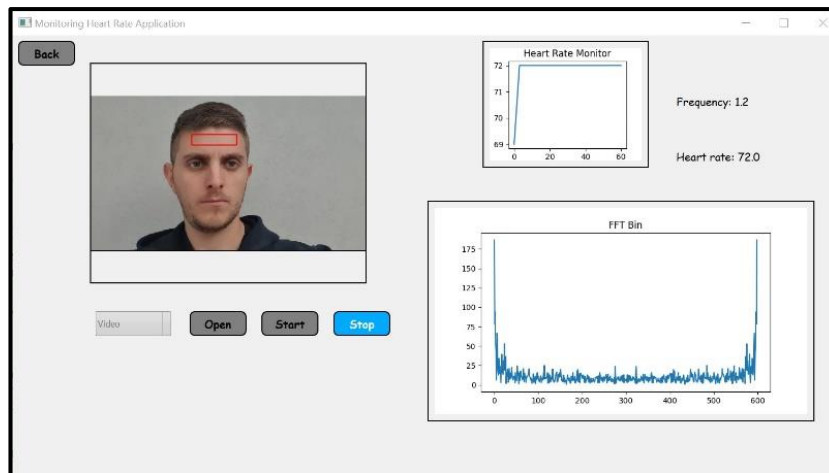 Monitoring Heart Rate Application
Back
Heart Rate Monitor
72
71
70
69
0 20 40 60
Frequency: 1.2
Heart rate: 72.0
FFT Bin
175
150
125
100
75
50
25
0
0 100 200 300 400 500 600
Video
Open
Start
Stop